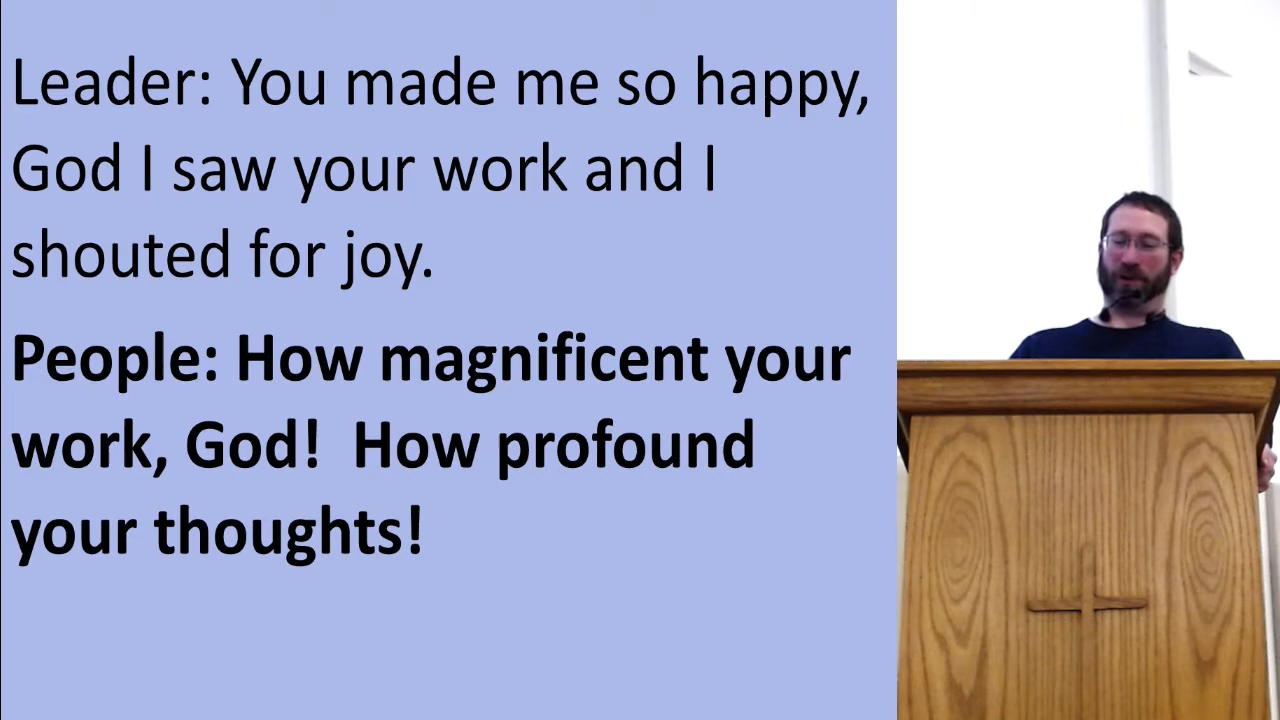 Leader: You made me so happy,
God I saw your work and I
shouted for joy.
People: How magnificent your
work, God!  How profound
your thoughts!